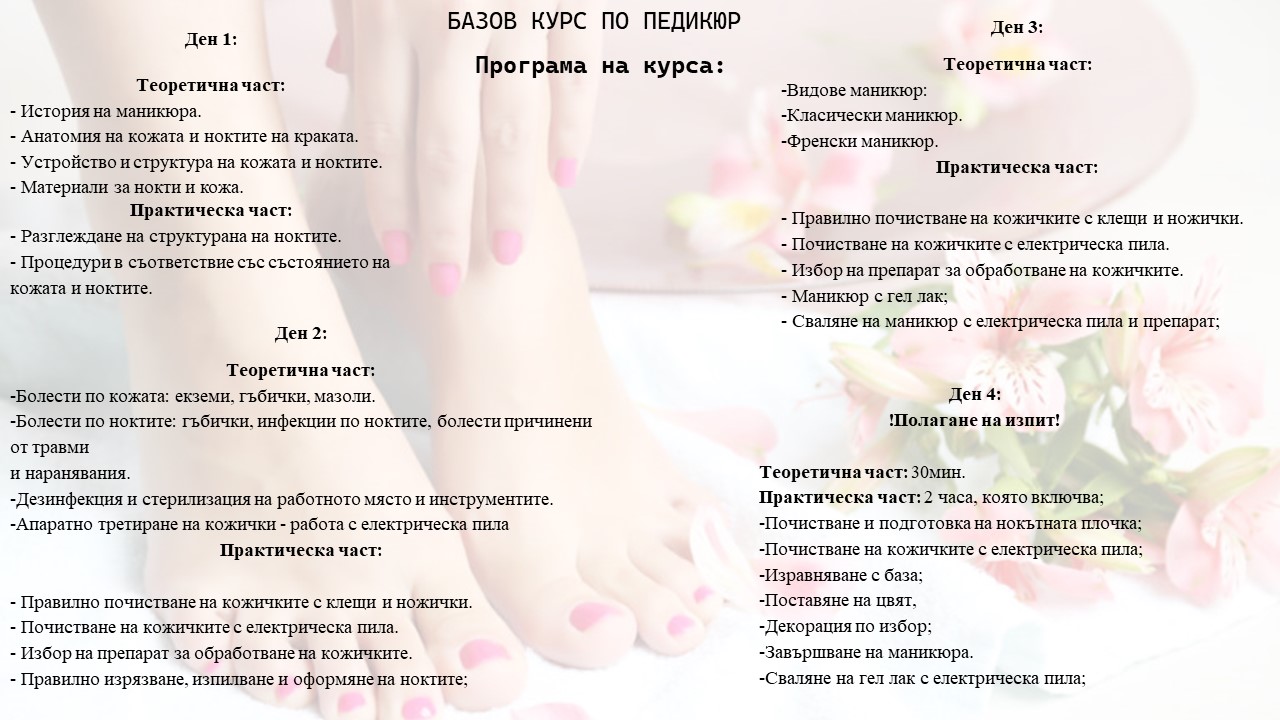 БАЗОВ КУРС ПО ПЕДИКЮР
Програма на курса:
Ден 1:
Теоретична част:
- История на маникюра.
- Анатомия на кожата и ноктите на краката.
- Устройство и структура на кожата и ноктите.
- Материали за нокти и кожа.
Практическа част:
- Разглеждане на структурана на ноктите.
- Процедури в съответствие със състоянието на
кожата и ноктите.
Ден 2:
Теоретична част:
-Болести по кожата: екземи, гъбички, мазоли.
-Болести по ноктите: гъбички, инфекции по ноктите, болести причинени
от травми
и наранявания.
-Дезинфекция и стерилизация на работното място и инструментите.
-Апаратно третиране на кожички - работа с електрическа пила
Практическа част:
- Правилно почистване на кожичките с клещи и ножички.
- Почистване на кожичките с електрическа пила.
- Избор на препарат за обработване на кожичките.
- Правилно изрязване, изпилване и оформяне на ноктите;
Ден 3:
Теоретична част:
-Видове маникюр:
-Класически маникюр.
-Френски маникюр.
Практическа част:
- Правилно почистване на кожичките с клещи и ножички.
- Почистване на кожичките с електрическа пила.
- Избор на препарат за обработване на кожичките.
- Маникюр с гел лак;
- Сваляне на маникюр с електрическа пила и препарат;
Ден 4:
!Полагане на изпит!
Теоретична част: 30мин.
Практическа част: 2 часа, която включва;
-Почистване и подготовка на нокътната плочка;
-Почистване на кожичките с електрическа пила;
-Изравняване с база;
-Поставяне на цвят,
-Декорация по избор;
-Завършване на маникюра.
-Сваляне на гел лак с електрическа пила;